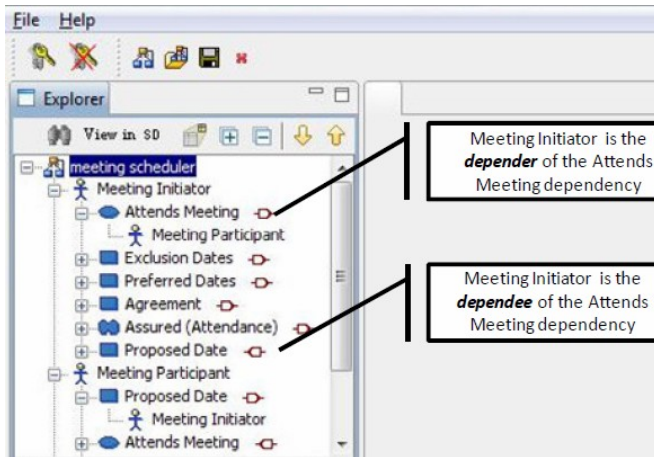 File Help
Explorer
View in SD
meeting scheduler
Meeting Initiator
Attends Meeting
Meeting Participant
Exclusion Dates
Preferred Dates
Agreement
Assured (Attendance)
Proposed Date
Meeting Participant
Proposed Date
Meeting Initiator
Attends Meeting
Meeting Initiator is the
depender of the Attends
Meeting dependency
Meeting Initiator is the
dependee of the Attends
Meeting dependency